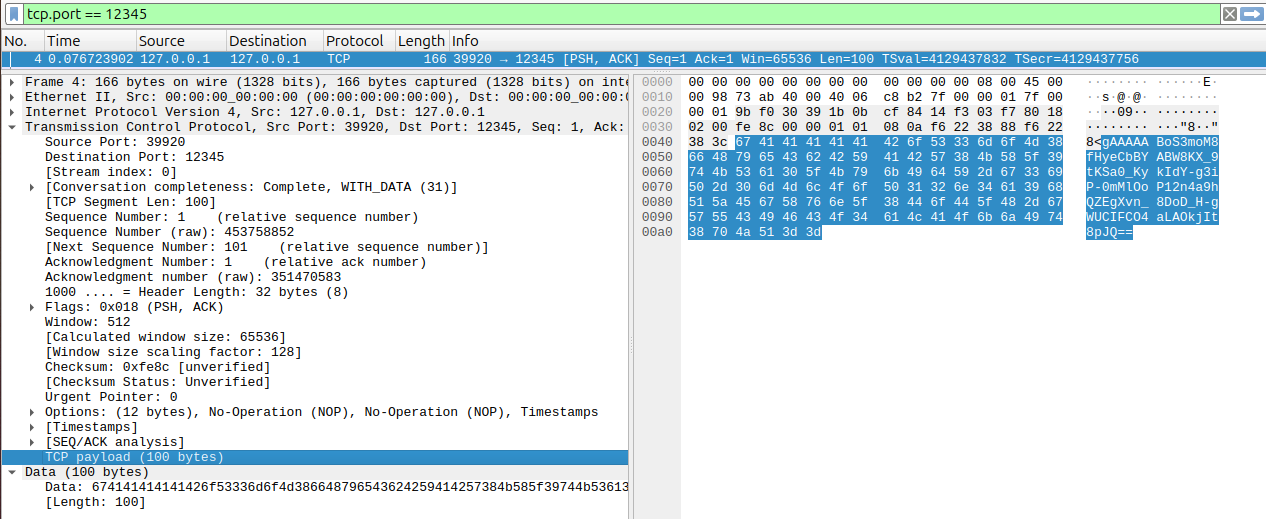 tcp.port == 12345
No. Time Source Destination Protocol Length Info
4 0.076723902 127.0.0.1 127.0.0.1 TCP 166 39920 → 12345 [PSH, ACK] Seq=1 Ack=1 Win=65536 Len=100 TSval=4129437832 TSecr=4129437756
Frame 4: 166 bytes on wire (1328 bits), 166 bytes captured (1328 bits) on inte
Ethernet II, Src: 00:00:00_00:00:00 (00:00:00:00:00:00), Dst: 00:00:00_00:00:0
Internet Protocol Version 4, Src: 127.0.0.1, Dst: 127.0.0.1
Transmission Control Protocol, Src Port: 39920, Dst Port: 12345, Seq: 1, Ack:
Source Port: 39920
Destination Port: 12345
[Stream index: 0]
[Conversation completeness: Complete, WITH_DATA (31)]
[TCP Segment Len: 100]
Sequence Number: 1    (relative sequence number)
Sequence Number (raw): 453758852
[Next Sequence Number: 101    (relative sequence number)]
Acknowledgment Number: 1    (relative ack number)
Acknowledgment number (raw): 351470583
1000 .... = Header Length: 32 bytes (8)
Flags: 0x018 (PSH, ACK)
Window: 512
[Calculated window size: 65536]
[Window size scaling factor: 128]
Checksum: 0xfe8c [unverified]
[Checksum Status: Unverified]
Urgent Pointer: 0
Options: (12 bytes), No-Operation (NOP), No-Operation (NOP), Timestamps
[Timestamps]
[SEQ/ACK analysis]
TCP payload (100 bytes)
Data (100 bytes)
Data: 674141414141426f53336d6f4d386648796543624259414257384b585f39744b53613
[Length: 100]
0000 00 00 00 00 00 00 00 00 00 00 00 00 08 00 45 00 ········ ······E·
0010 00 98 73 ab 40 00 40 06 c8 b2 7f 00 00 01 7f 00 ··s·@·@· ········
0020 00 01 9b f0 30 39 1b 0b cf 84 14 f3 03 f7 80 18 ····09·· ········
0030 02 00 fe 8c 00 00 01 01 08 0a f6 22 38 88 f6 22 ········ ···"8··"
0040 38 3c 67 41 41 41 41 41 42 6f 53 33 6d 6f 4d 38 8<gAAAAA BoS3moM8
0050 66 48 79 65 43 62 42 59 41 42 57 38 4b 58 5f 39 fHyeCbBY ABW8KX_9
0060 74 4b 53 61 30 5f 4b 79 6b 49 64 59 2d 67 33 69 tKSa0_Ky kIdY-g3i
0070 50 2d 30 6d 4d 6c 4f 6f 50 31 32 6e 34 61 39 68 P-0mMlOo P12n4a9h
0080 51 5a 45 67 58 76 6e 5f 38 44 6f 44 5f 48 2d 67 QZEgXvn_ 8DoD_H-g
0090 57 55 43 49 46 43 4f 34 61 4c 41 4f 6b 6a 49 74 WUCIFCO4 aLAOkjIt
00a0 38 70 4a 51 3d 3d 8pJQ==